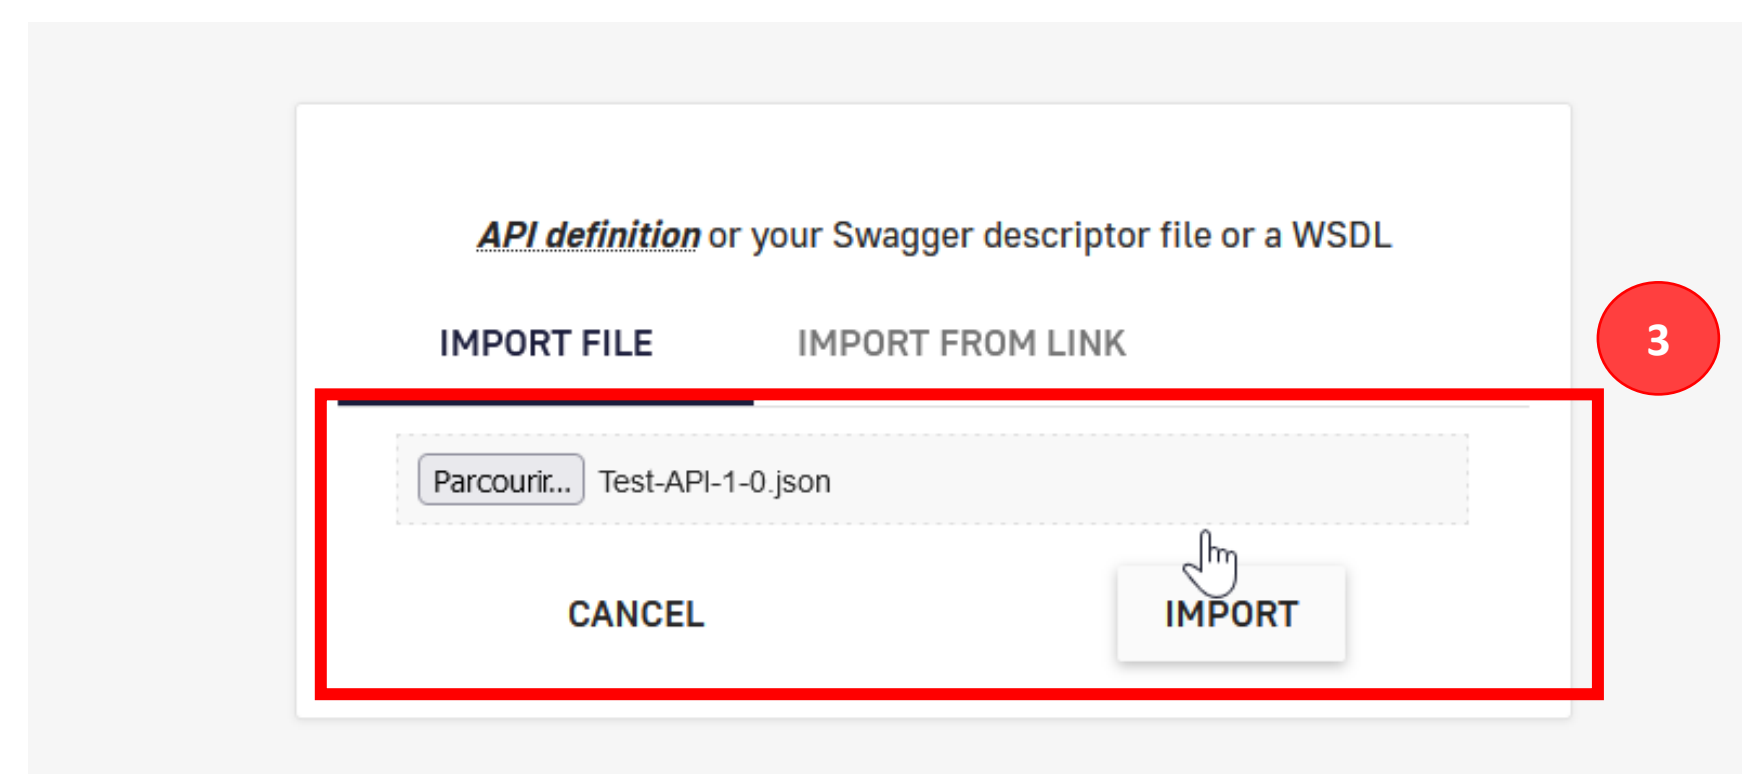 API definition or your Swagger descriptor file or a WSDL
IMPORT FILE IMPORT FROM LINK
3
Parcourir... Test-API-1-0.json
CANCEL IMPORT